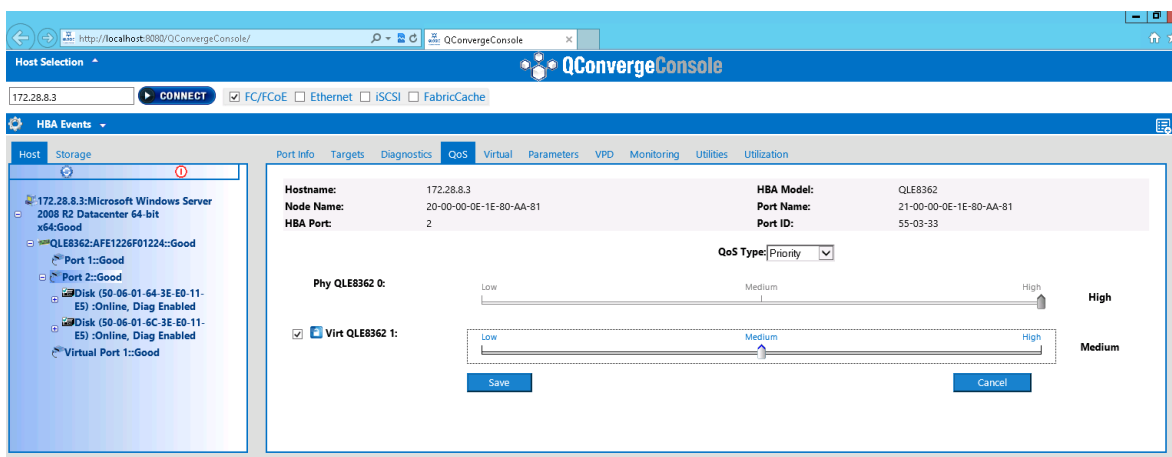 http://localhost:8080/QConvergeConsole/
QConvergeConsole
Host Selection
QConvergeConsole
172.28.8.3
CONNECT
FC/FCoE
Ethernet
iSCSI
FabricCache
HBA Events
Host
Storage
Port Info
Targets
Diagnostics
QoS
Virtual
Parameters
VPD
Monitoring
Utilities
Utilization
172.28.8.3:Microsoft Windows Server
2008 R2 Datacenter 64-bit
x64:Good
QLE8362:AFE1226F01224::Good
Port 1::Good
Port 2::Good
Disk (50-06-01-64-3E-E0-11-
E5) :Online, Diag Enabled
Disk (50-06-01-6C-3E-E0-11-
E5) :Online, Diag Enabled
Virtual Port 1::Good
Hostname: 172.28.8.3 HBA Model: QLE8362
Node Name: 20-00-00-0E-1E-80-AA-81 Port Name: 21-00-00-0E-1E-80-AA-81
HBA Port: 2 Port ID: 55-03-33
QoS Type: Priority
Phy QLE8362 0: Low Medium High High
Virt QLE8362 1: Low Medium High Medium
Save
Cancel